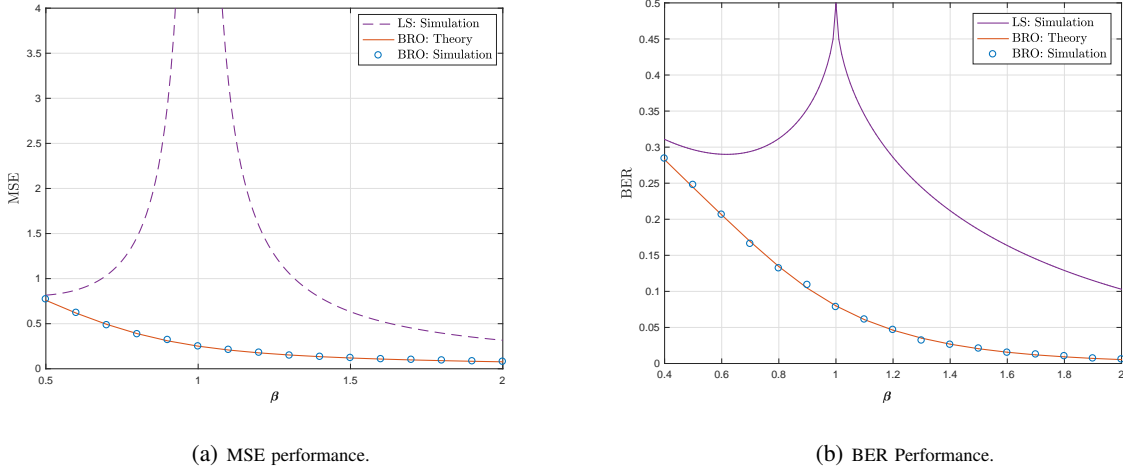 MSE
4
3.5
3
2.5
2
1.5
1
0.5
0
0.5
1
1.5
2
β
LS: Simulation
BRO: Theory
BRO: Simulation
(a) MSE performance.
BER
0.5
0.45
0.4
0.35
0.3
0.25
0.2
0.15
0.1
0.05
0
0.4
0.6
0.8
1.0
1.2
1.4
1.6
1.8
2
β
LS: Simulation
BRO: Theory
BRO: Simulation
(b) BER Performance.